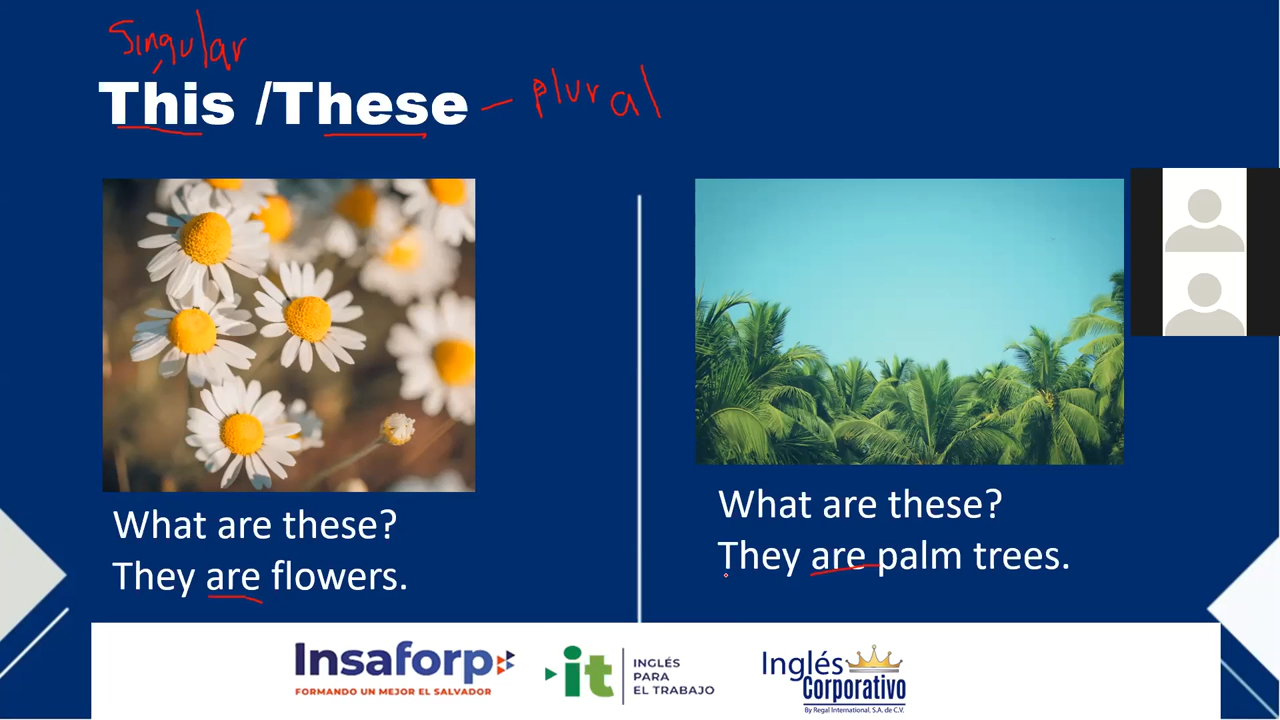 Singular
This /These - plural
What are these?
They are flowers.
What are these?
They are palm trees.
Insaforp
FORMANDO UN MEJOR EL SALVADOR
it
INGLÉS
PARA
EL TRABAJO
Inglés
Corporativo
By Regal International, S.A. de C.V.